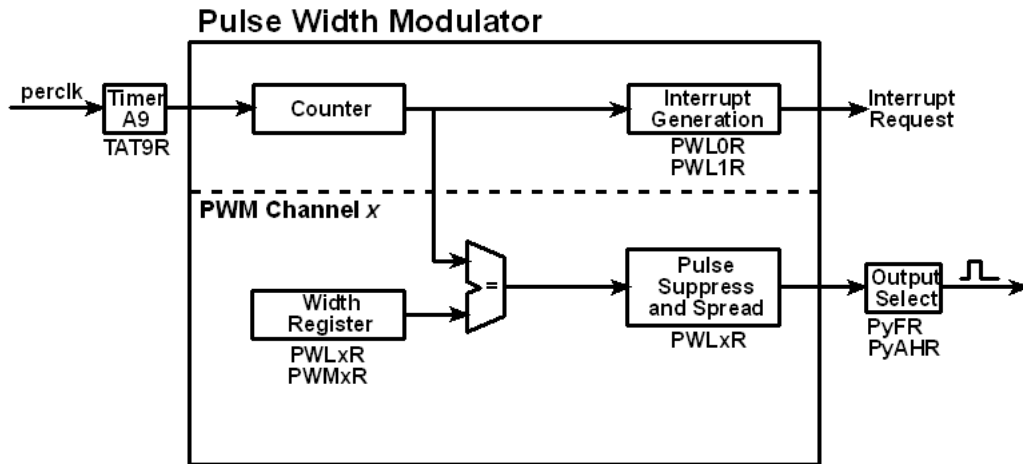 Pulse Width Modulator
perclk
Timer
A9
TAT9R
Counter
Interrupt
Generation
PWL0R
PWL1R
Interrupt
Request
PWM Channel x
Width
Register
PWLxR
PWMxR
=
Pulse
Suppress
and Spread
PWLxR
Output
Select
PyFR
PyAHR